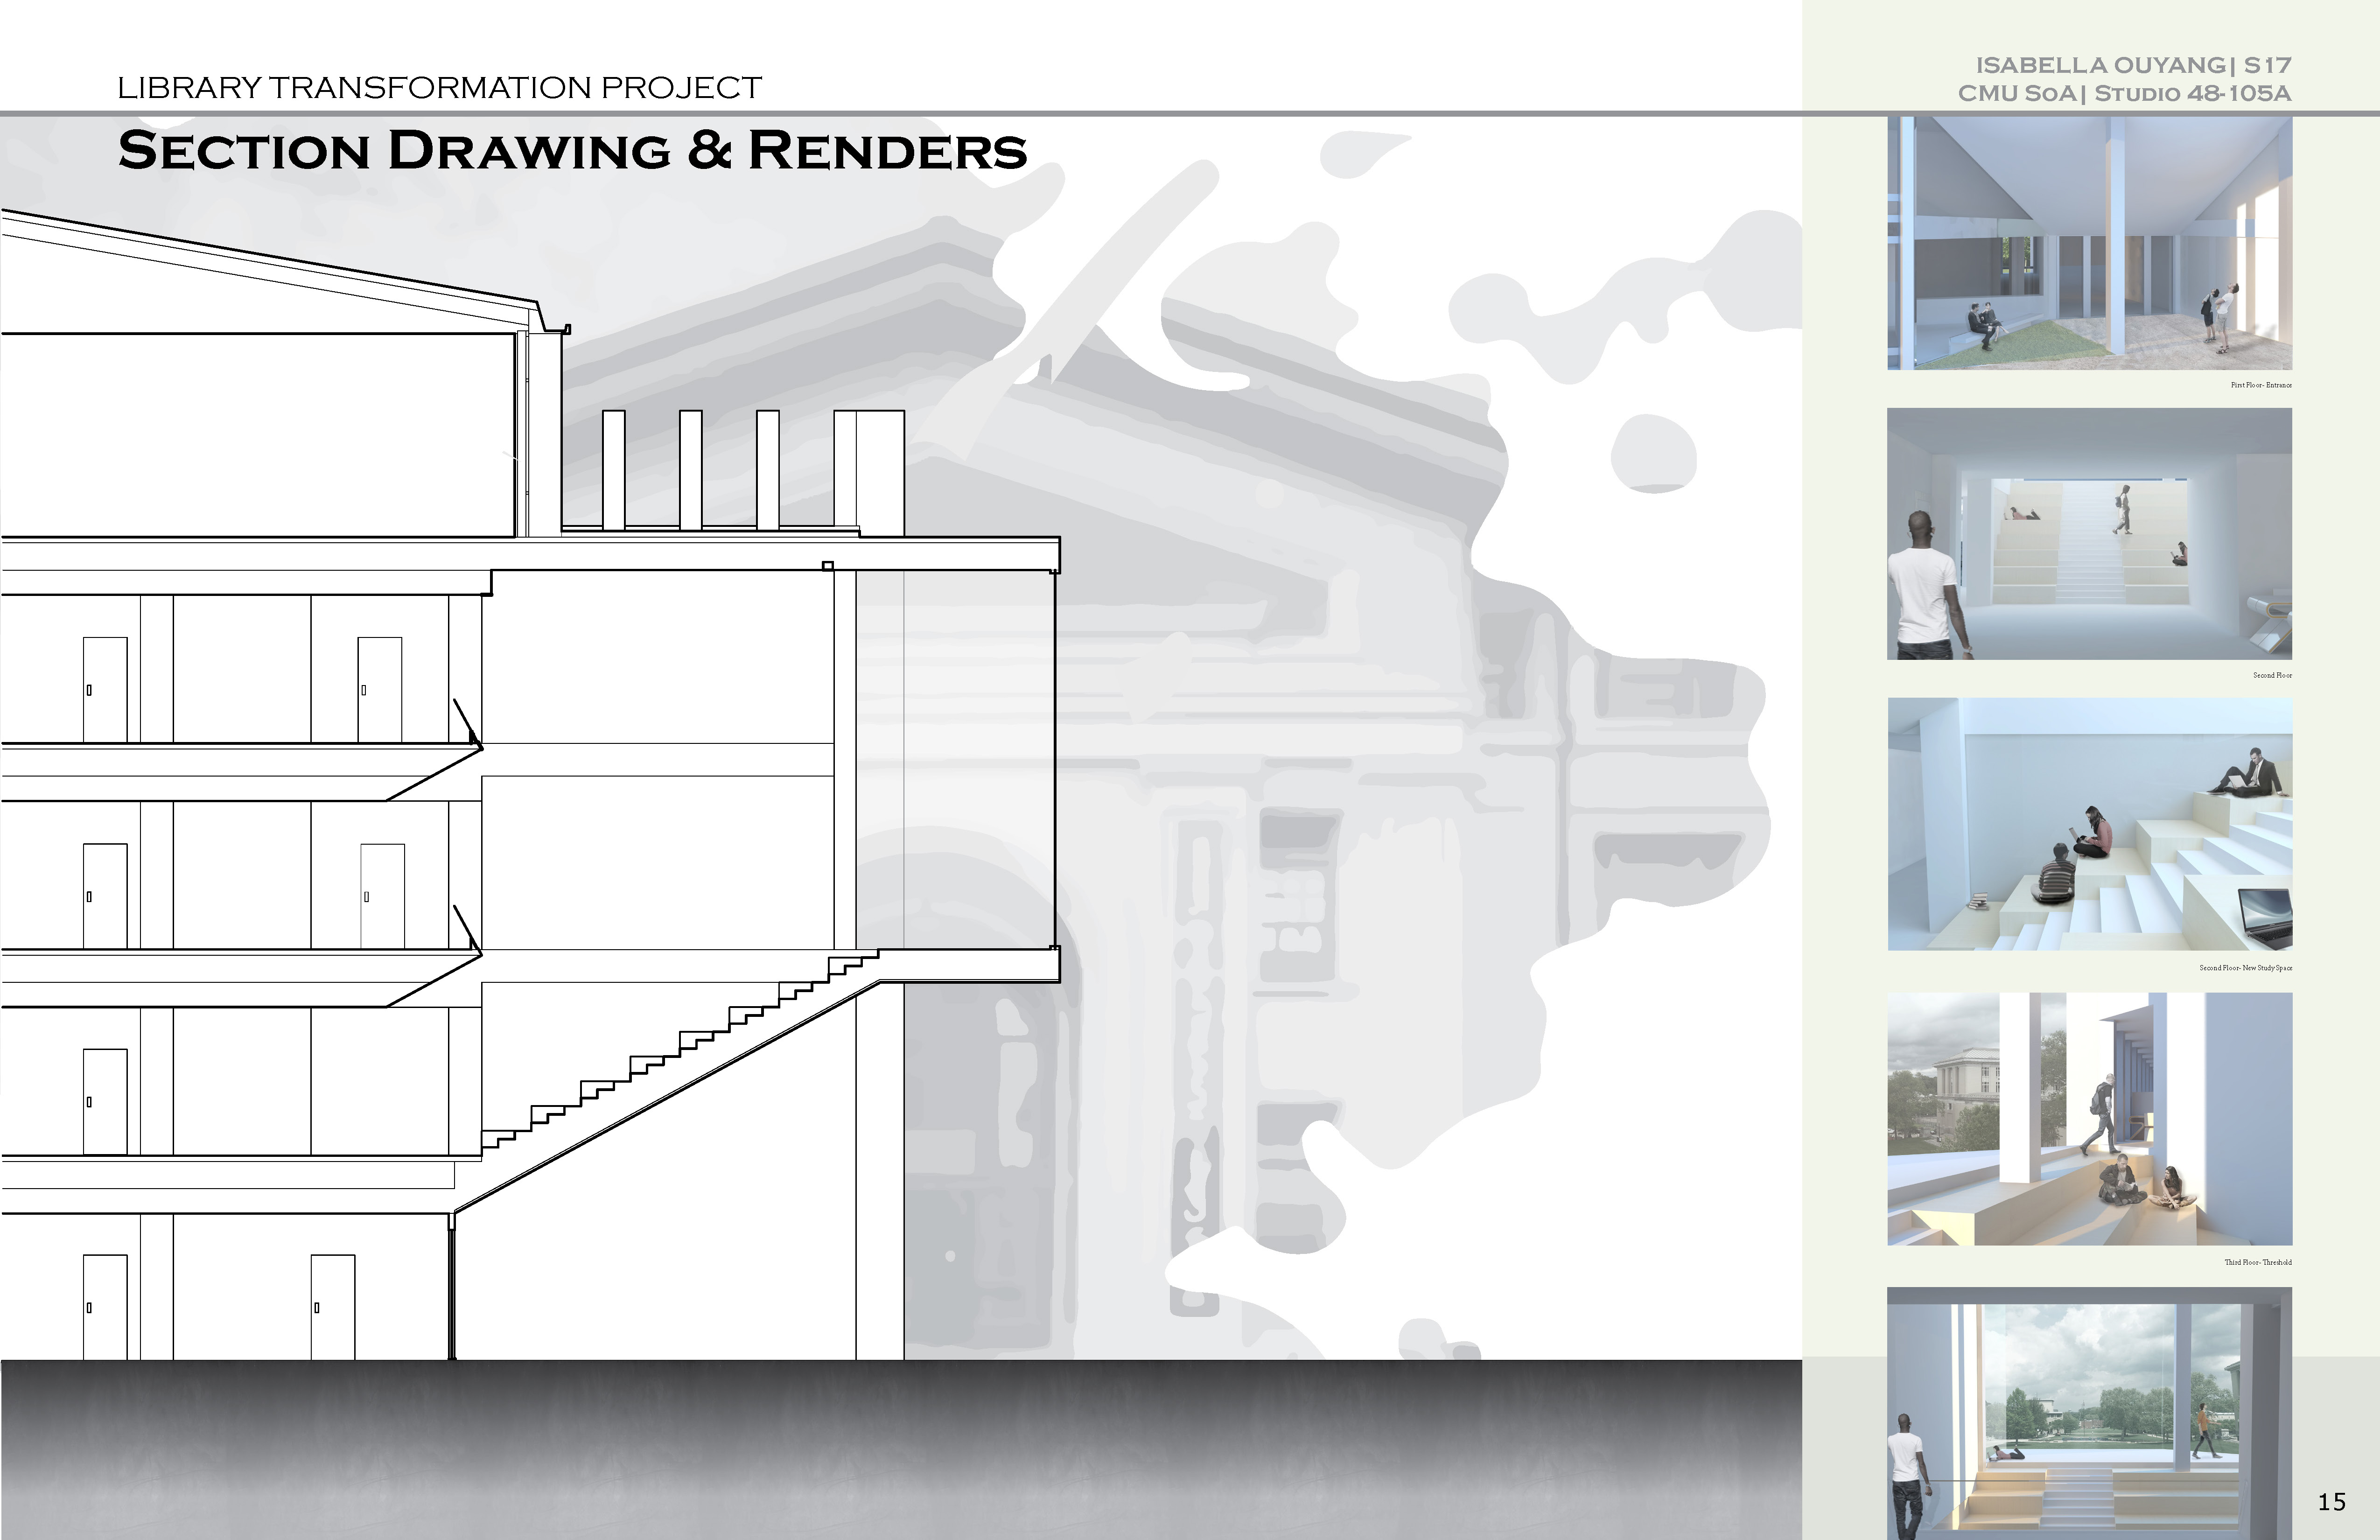 LIBRARY TRANSFORMATION PROJECT
SECTION DRAWING & RENDERS
ISABELLA OUYANG| S17
CMU SOA| STUDIO 48-105A
First Floor- Entrance
Second Floor
Second Floor- New Study Space
Third Floor- Threshold
15